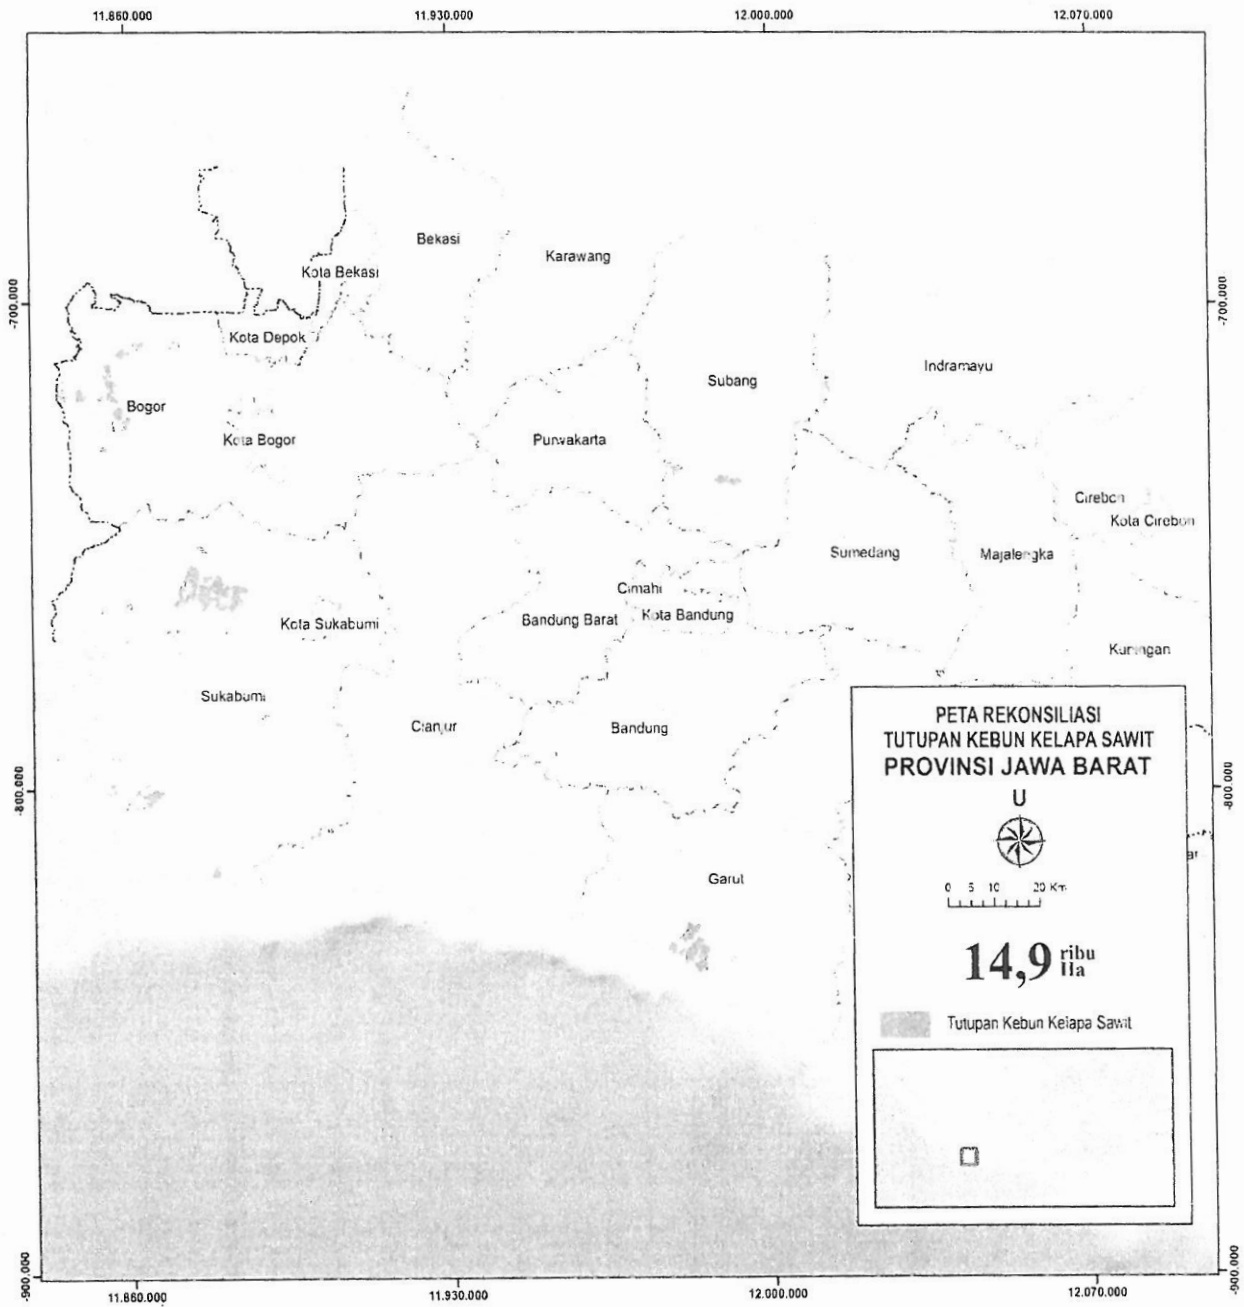 11.860.000 11.930.000 12.000.000 12.070.000
Bekasi
Karawang
Kota Bekasi
-700.000 -700.000
Kota Depok
Indramayu
Subang
Bogor
Kota Bogor
Purwakarta
Cirebon
Kota Cirebon
Sumedang
Majalengka
Cimahi
Kota Bandung
Bandung Barat
Kota Sukabumi
Kuningan
Sukabumi
Cianjur
Bandung
PETA REKONSILIASI
TUTUPAN KEBUN KELAPA SAWIT
PROVINSI JAWA BARAT
-800.000 -800.000
U
ar
Garut
0 5 10 20 Km
14,9 ribu
Ha
Tutupan Kebun Kelapa Sawit
-900.000 -900.000
11.860.000 11.930.000 12.000.000 12.070.000